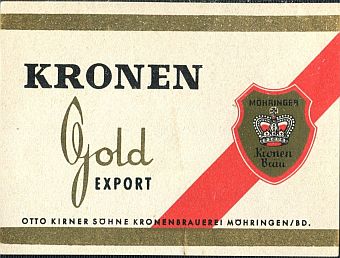 KRONEN
Gold
EXPORT
MÖHRINGER
Kronen
Bräu
OTTO KIRNER SÖHNE KRONENBRAUEREI MÖHRINGEN/BD.